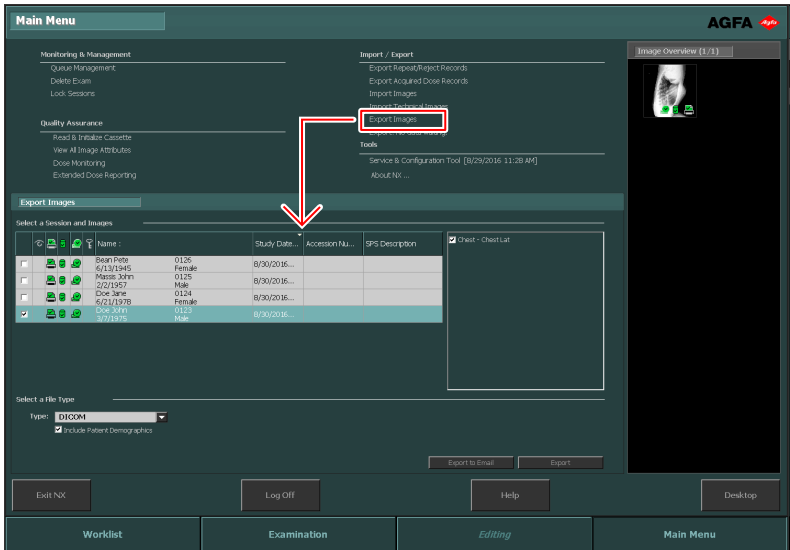 Main Menu
AGFA
Agfa
Monitoring & Management
Queue Management
Delete Exam
Lock Sessions
Quality Assurance
Read & Initialize Cassette
View All Image Attributes
Dose Monitoring
Extended Dose Reporting
Import / Export
Export Repeat/Reject Records
Export Acquired Dose Records
Import Images
Import Technical Images
Export Images
Tools
Service & Configuration Tool [8/29/2016 11:28 AM]
About NX ...
Image Overview (1/1)
Export Images
Select a Session and Images
Name : Study Date... Accession Nu... SPS Description
Bean Pete 0126
6/13/1945 Female 8/30/2016...
Massis John 0125
2/2/1957 Male 8/30/2016...
Doe Jane 0124
6/21/1978 Female 8/30/2016...
Doe John 0123
3/7/1975 Male 8/30/2016...
Chest - Chest Lat
Select a File Type
Type: DICOM
Include Patient Demographics
Export to Email Export
Exit NX Log Off Help Desktop
Worklist Examination Editing Main Menu